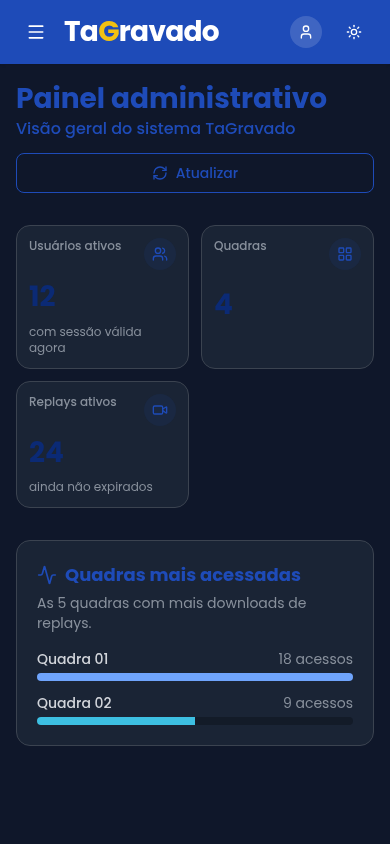 TaGravado
Painel administrativo
Visão geral do sistema TaGravado
Atualizar
Usuários ativos
12
com sessão válida
agora
Quadras
4
Replays ativos
24
ainda não expirados
Quadras mais acessadas
As 5 quadras com mais downloads de
replays.
Quadra 01 18 acessos
Quadra 02 9 acessos